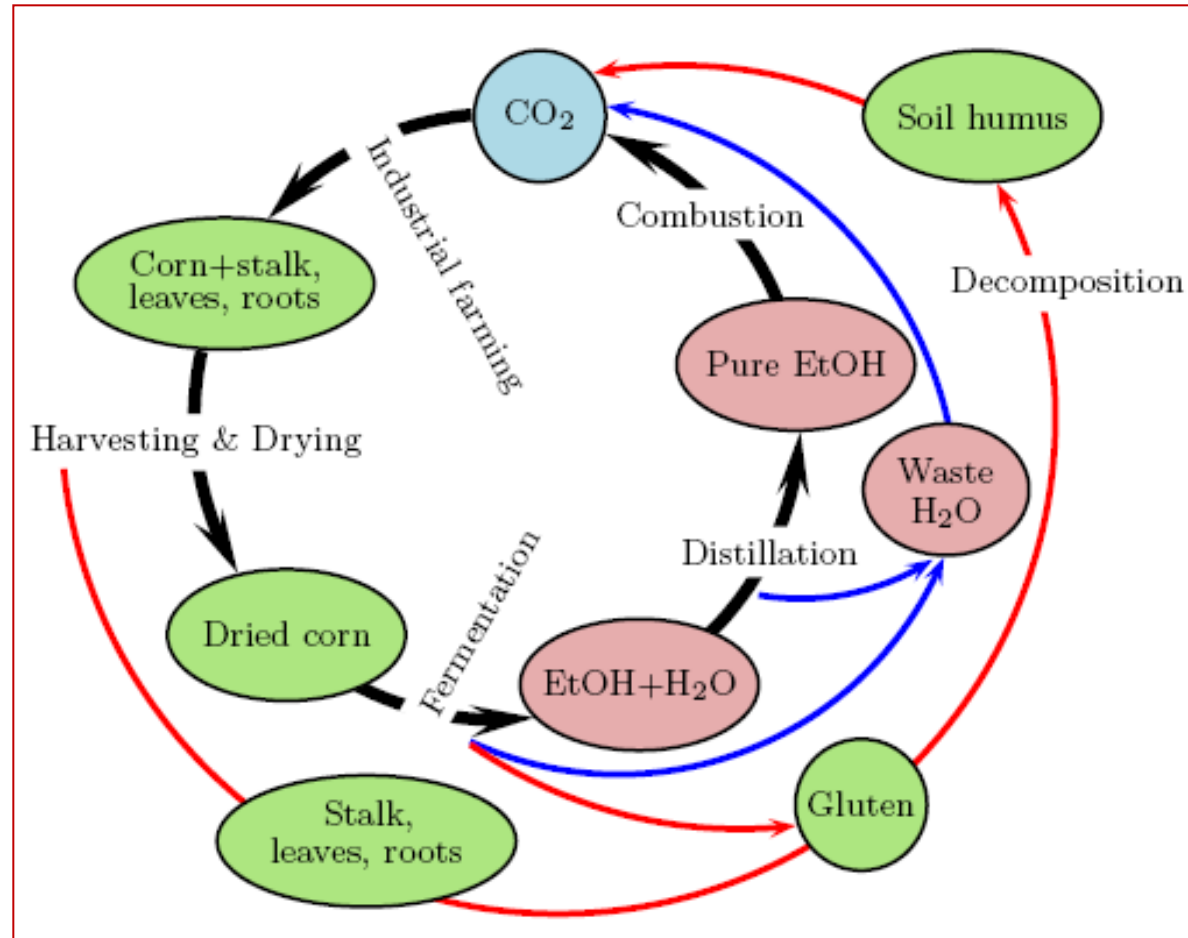 CO₂
Soil humus
Industrial farming
Combustion
Corn+stalk,
leaves, roots
Decomposition
Pure EtOH
Harvesting & Drying
Waste
H₂O
Distillation
Dried corn
Fermentation
EtOH+H₂O
Stalk,
leaves, roots
Gluten